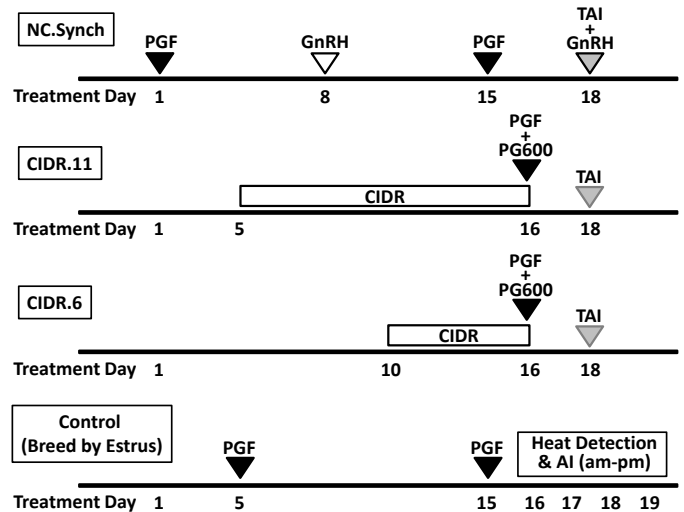 NC.Synch
PGF GnRH PGF TAI
+
GnRH
Treatment Day 1 8 15 18
CIDR.11
PGF
+
PG600
TAI
CIDR
Treatment Day 1 5 16 18
CIDR.6
PGF
+
PG600
TAI
CIDR
Treatment Day 1 10 16 18
Control
(Breed by Estrus)
PGF PGF
Heat Detection
& AI (am-pm)
Treatment Day 1 5 15 16 17 18 19